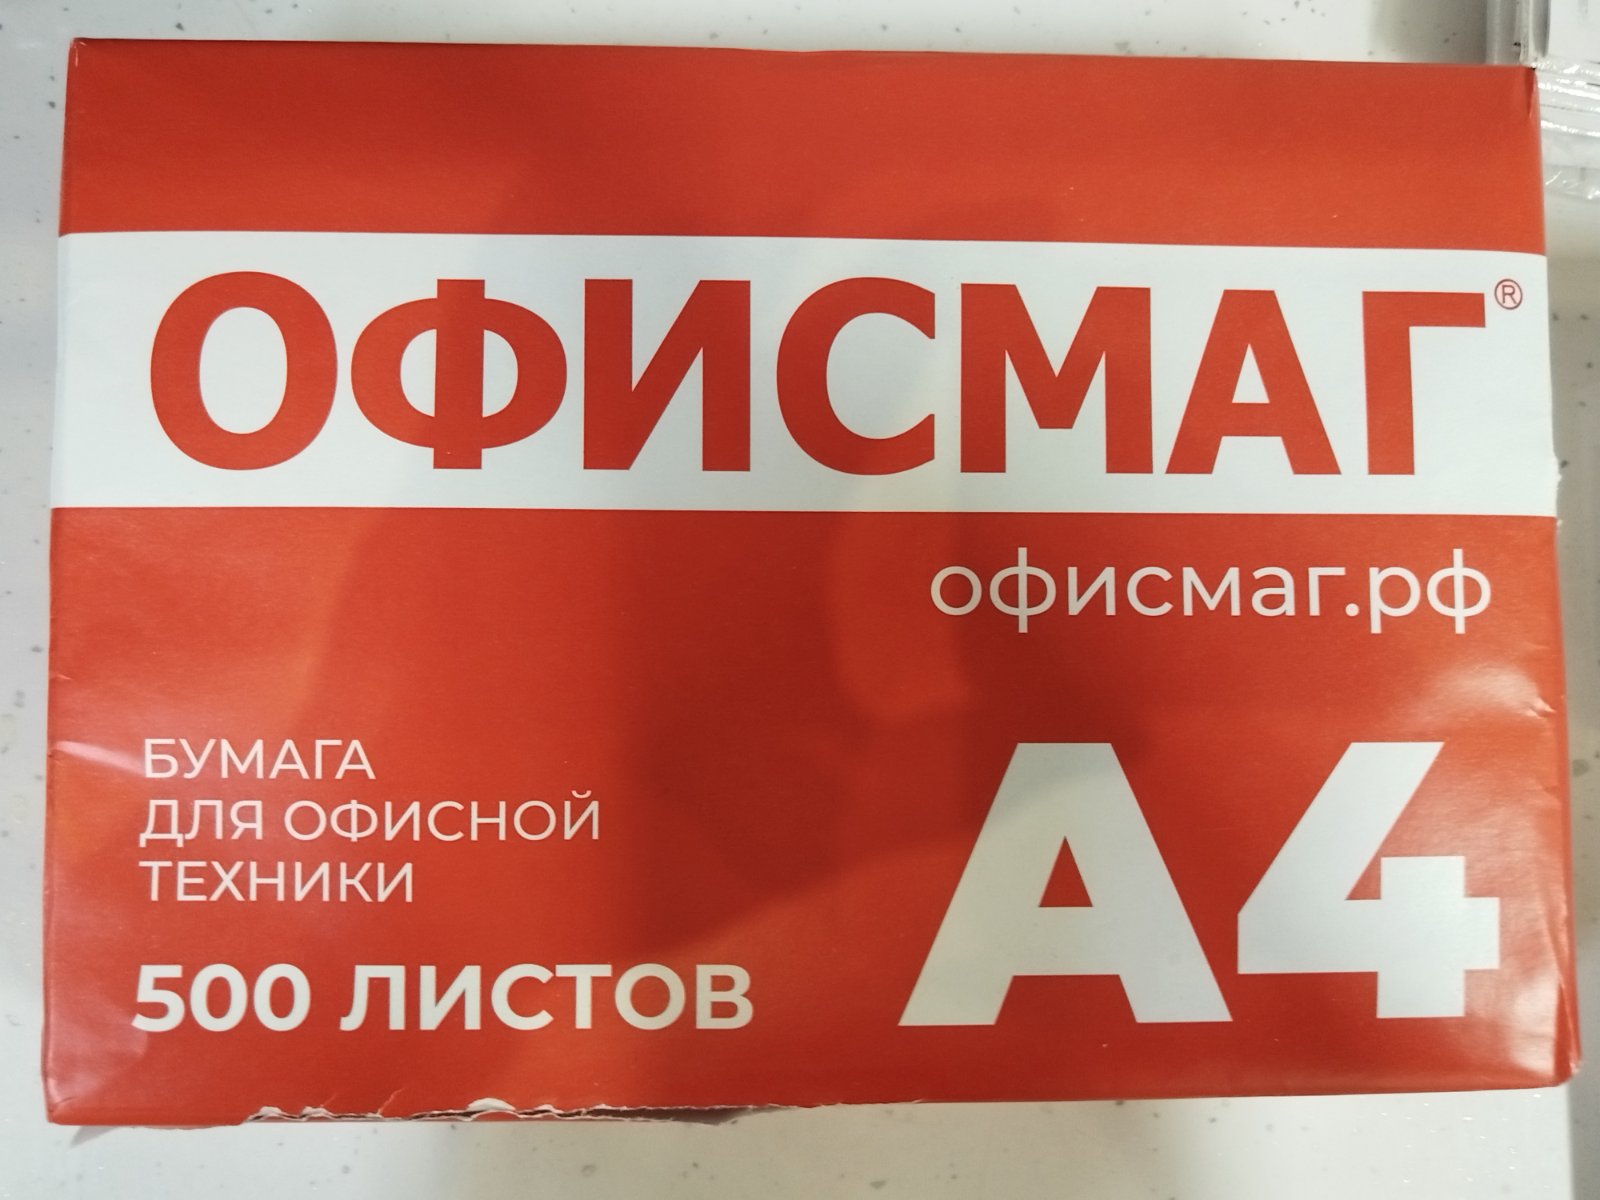 ОФИСМАГ®
офисмаг.рф
БУМАГА
ДЛЯ ОФИСНОЙ
ТЕХНИКИ
500 ЛИСТОВ
А4